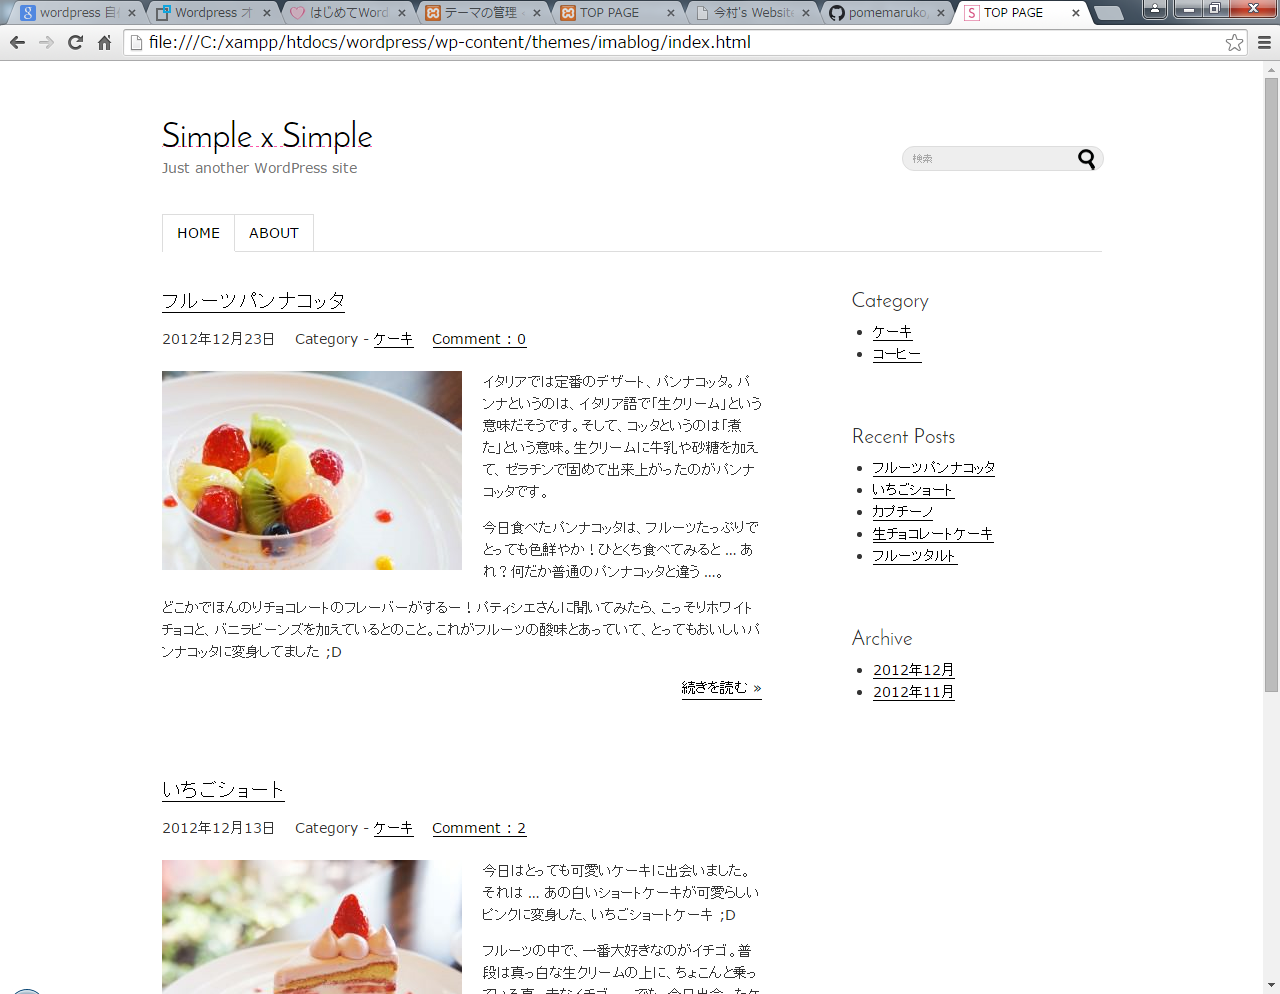 wordpress 自
Wordpress オ
はじめてWord
テーマの管理 ‹
TOP PAGE
今村's Website
pomemaruko
TOP PAGE
file:///C:/xampp/htdocs/wordpress/wp-content/themes/imablog/index.html
Simple x Simple
Just another WordPress site
検索
HOME
ABOUT
フルーツパンナコッタ
2012年12月23日 Category - ケーキ Comment : 0
イタリアでは定番のデザート、パンナコッタ。パ
ンナというのは、イタリア語で「生クリーム」という
意味だそうです。そして、コッタというのは「煮
た」という意味。生クリームに牛乳や砂糖を加え
て、ゼラチンで固めて出来上がったのがパンナ
コッタです。
今日食べたパンナコッタは、フルーツたっぷりで
とっても色鮮やか！ひとくち食べてみると ... あ
れ？何だか普通のパンナコッタと違う ...。
どこかでほんのりチョコレートのフレーバーがするー！パティシエさんに聞いてみたら、こっそりホワイト
チョコと、バニラビーンズを加えているとのこと。これがフルーツの酸味とあっていて、とってもおいしいパ
ンナコッタに変身してました ;D
続きを読む »
いちごショート
2012年12月13日 Category - ケーキ Comment : 2
今日はとっても可愛いケーキに出会いました。
それは ... あの白いショートケーキが可愛らしい
ピンクに変身した、いちごショートケーキ ;D
フルーツの中で、一番大好きなのがイチゴ。普
段は真っ白な生クリームの上に、ちょこんと乗っ
Category
ケーキ
コーヒー
Recent Posts
フルーツパンナコッタ
いちごショート
カプチーノ
生チョコレートケーキ
フルーツタルト
Archive
2012年12月
2012年11月